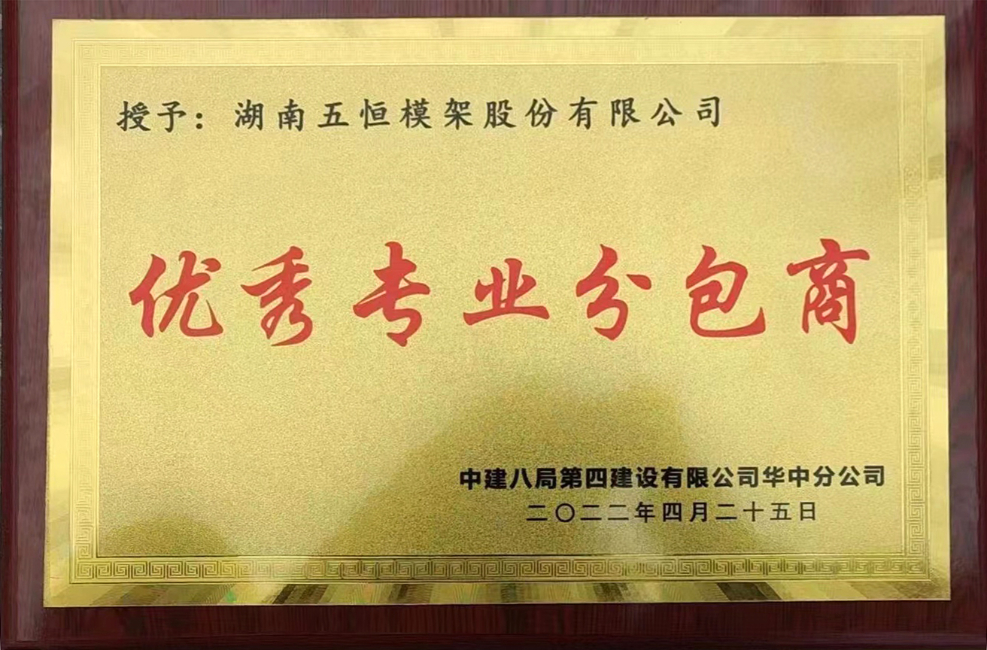 授予：湖南五恒模架股份有限公司
优秀专业分包商
中建八局第四建设有限公司华中分公司
二〇二二年四月二十五日